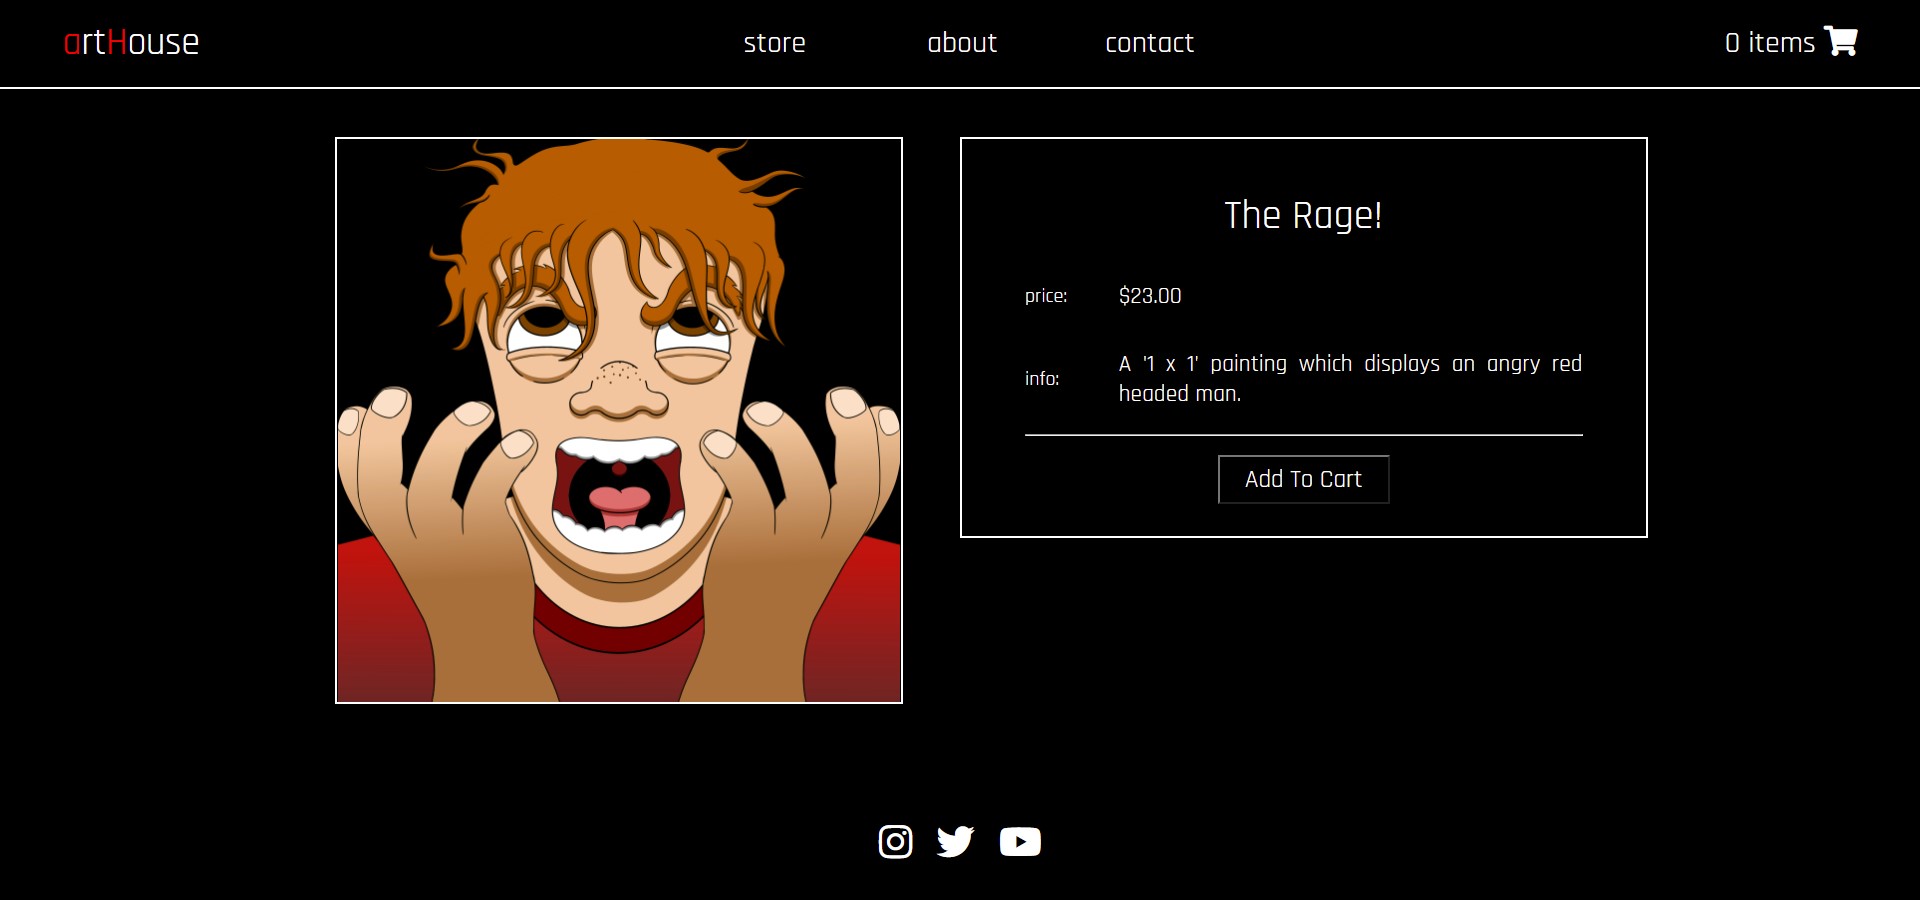 artHouse
store
about
contact
0 items
The Rage!
price:
$23.00
info:
A '1 x 1' painting which displays an angry red
headed man.
Add To Cart